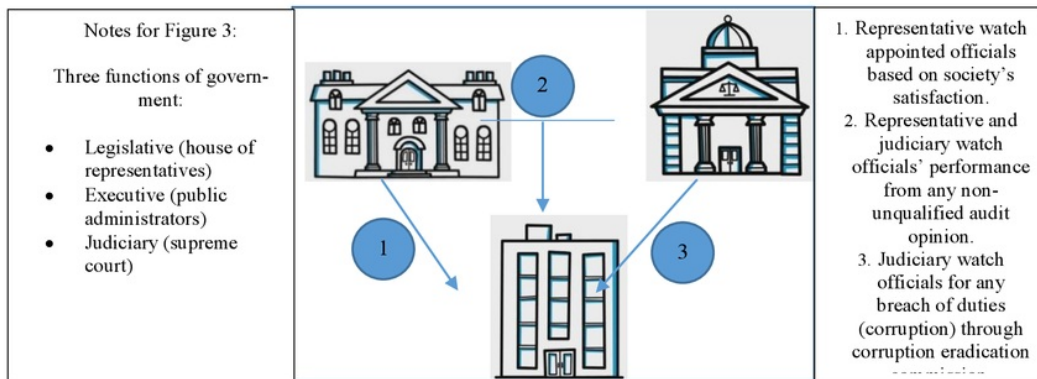 Notes for Figure 3:
Three functions of govern-
ment:
• Legislative (house of
representatives)
• Executive (public
administrators)
• Judiciary (supreme
court)
2
1
3
1. Representative watch
appointed officials
based on society's
satisfaction.
2. Representative and
judiciary watch
officials' performance
from any non-
unqualified audit
opinion.
3. Judiciary watch
officials for any
breach of duties
(corruption) through
corruption eradication